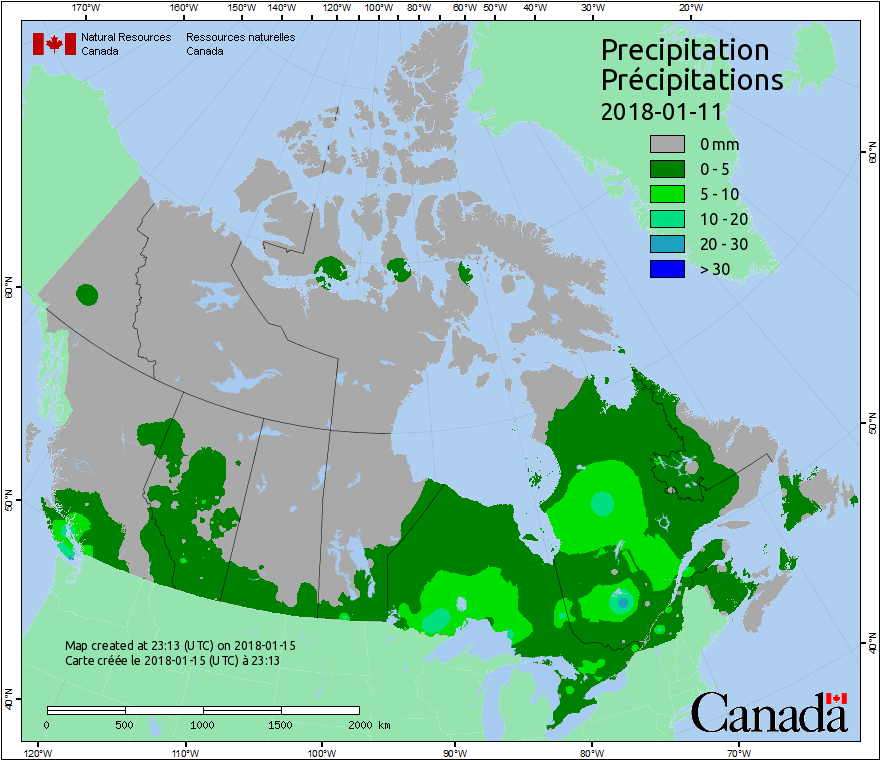 170°W 160°W 150°W 140°W 120°W 100°W 80°W 60°W 50°W 40°W 30°W 20°W
Natural Resources Ressources naturelles
Canada Canada
Precipitation
Précipitations
2018-01-11
0 mm
0 - 5
5 - 10
10 - 20
20 - 30
> 30
60°N
60°N
50°N
50°N
40°N
40°N
Map created at 23:13 (UTC) on 2018-01-15
Carte créée le 2018-01-15 (UTC) à 23:13
0 500 1000 1500 2000 km
Canada
120°W 110°W 100°W 90°W 80°W 70°W